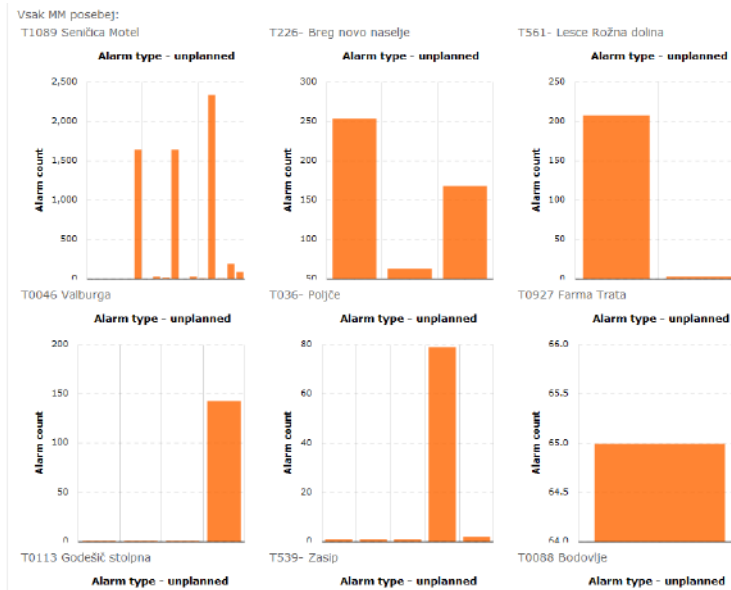 Vsak MM posebej:
T1089 Seničica Motel
T226- Breg novo naselje
T561- Lesce Rožna dolina
Alarm type - unplanned
Alarm type - unplanned
Alarm type - unplanned
Alarm count
2,500
2,000
1,500
1,000
500
0
Alarm count
300
250
200
150
100
50
Alarm count
250
200
150
100
50
0
T0046 Valburga
T036- Poljče
T0927 Farma Trata
Alarm type - unplanned
Alarm type - unplanned
Alarm type - unplanned
Alarm count
200
150
100
50
0
Alarm count
80
60
40
20
0
Alarm count
66.0
65.5
65.0
64.5
64.0
T0113 Godešič stolpna
T539- Zasip
T0088 Bodovlje
Alarm type - unplanned
Alarm type - unplanned
Alarm type - unplanned